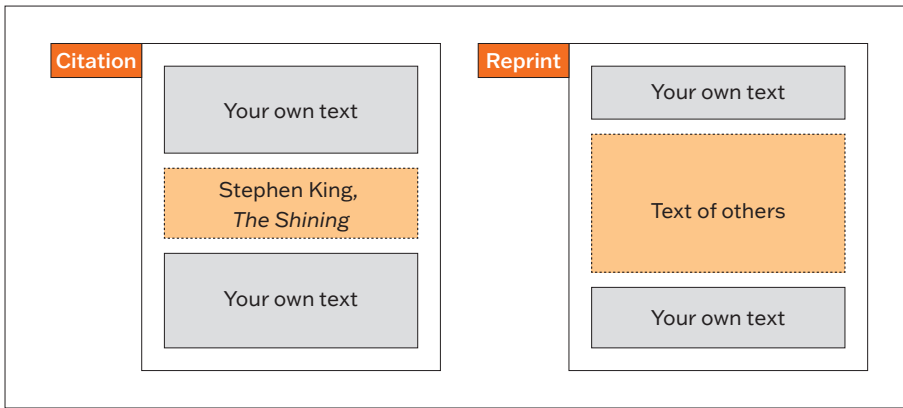 Citation
Your own text
Stephen King,
The Shining
Your own text
Reprint
Your own text
Text of others
Your own text